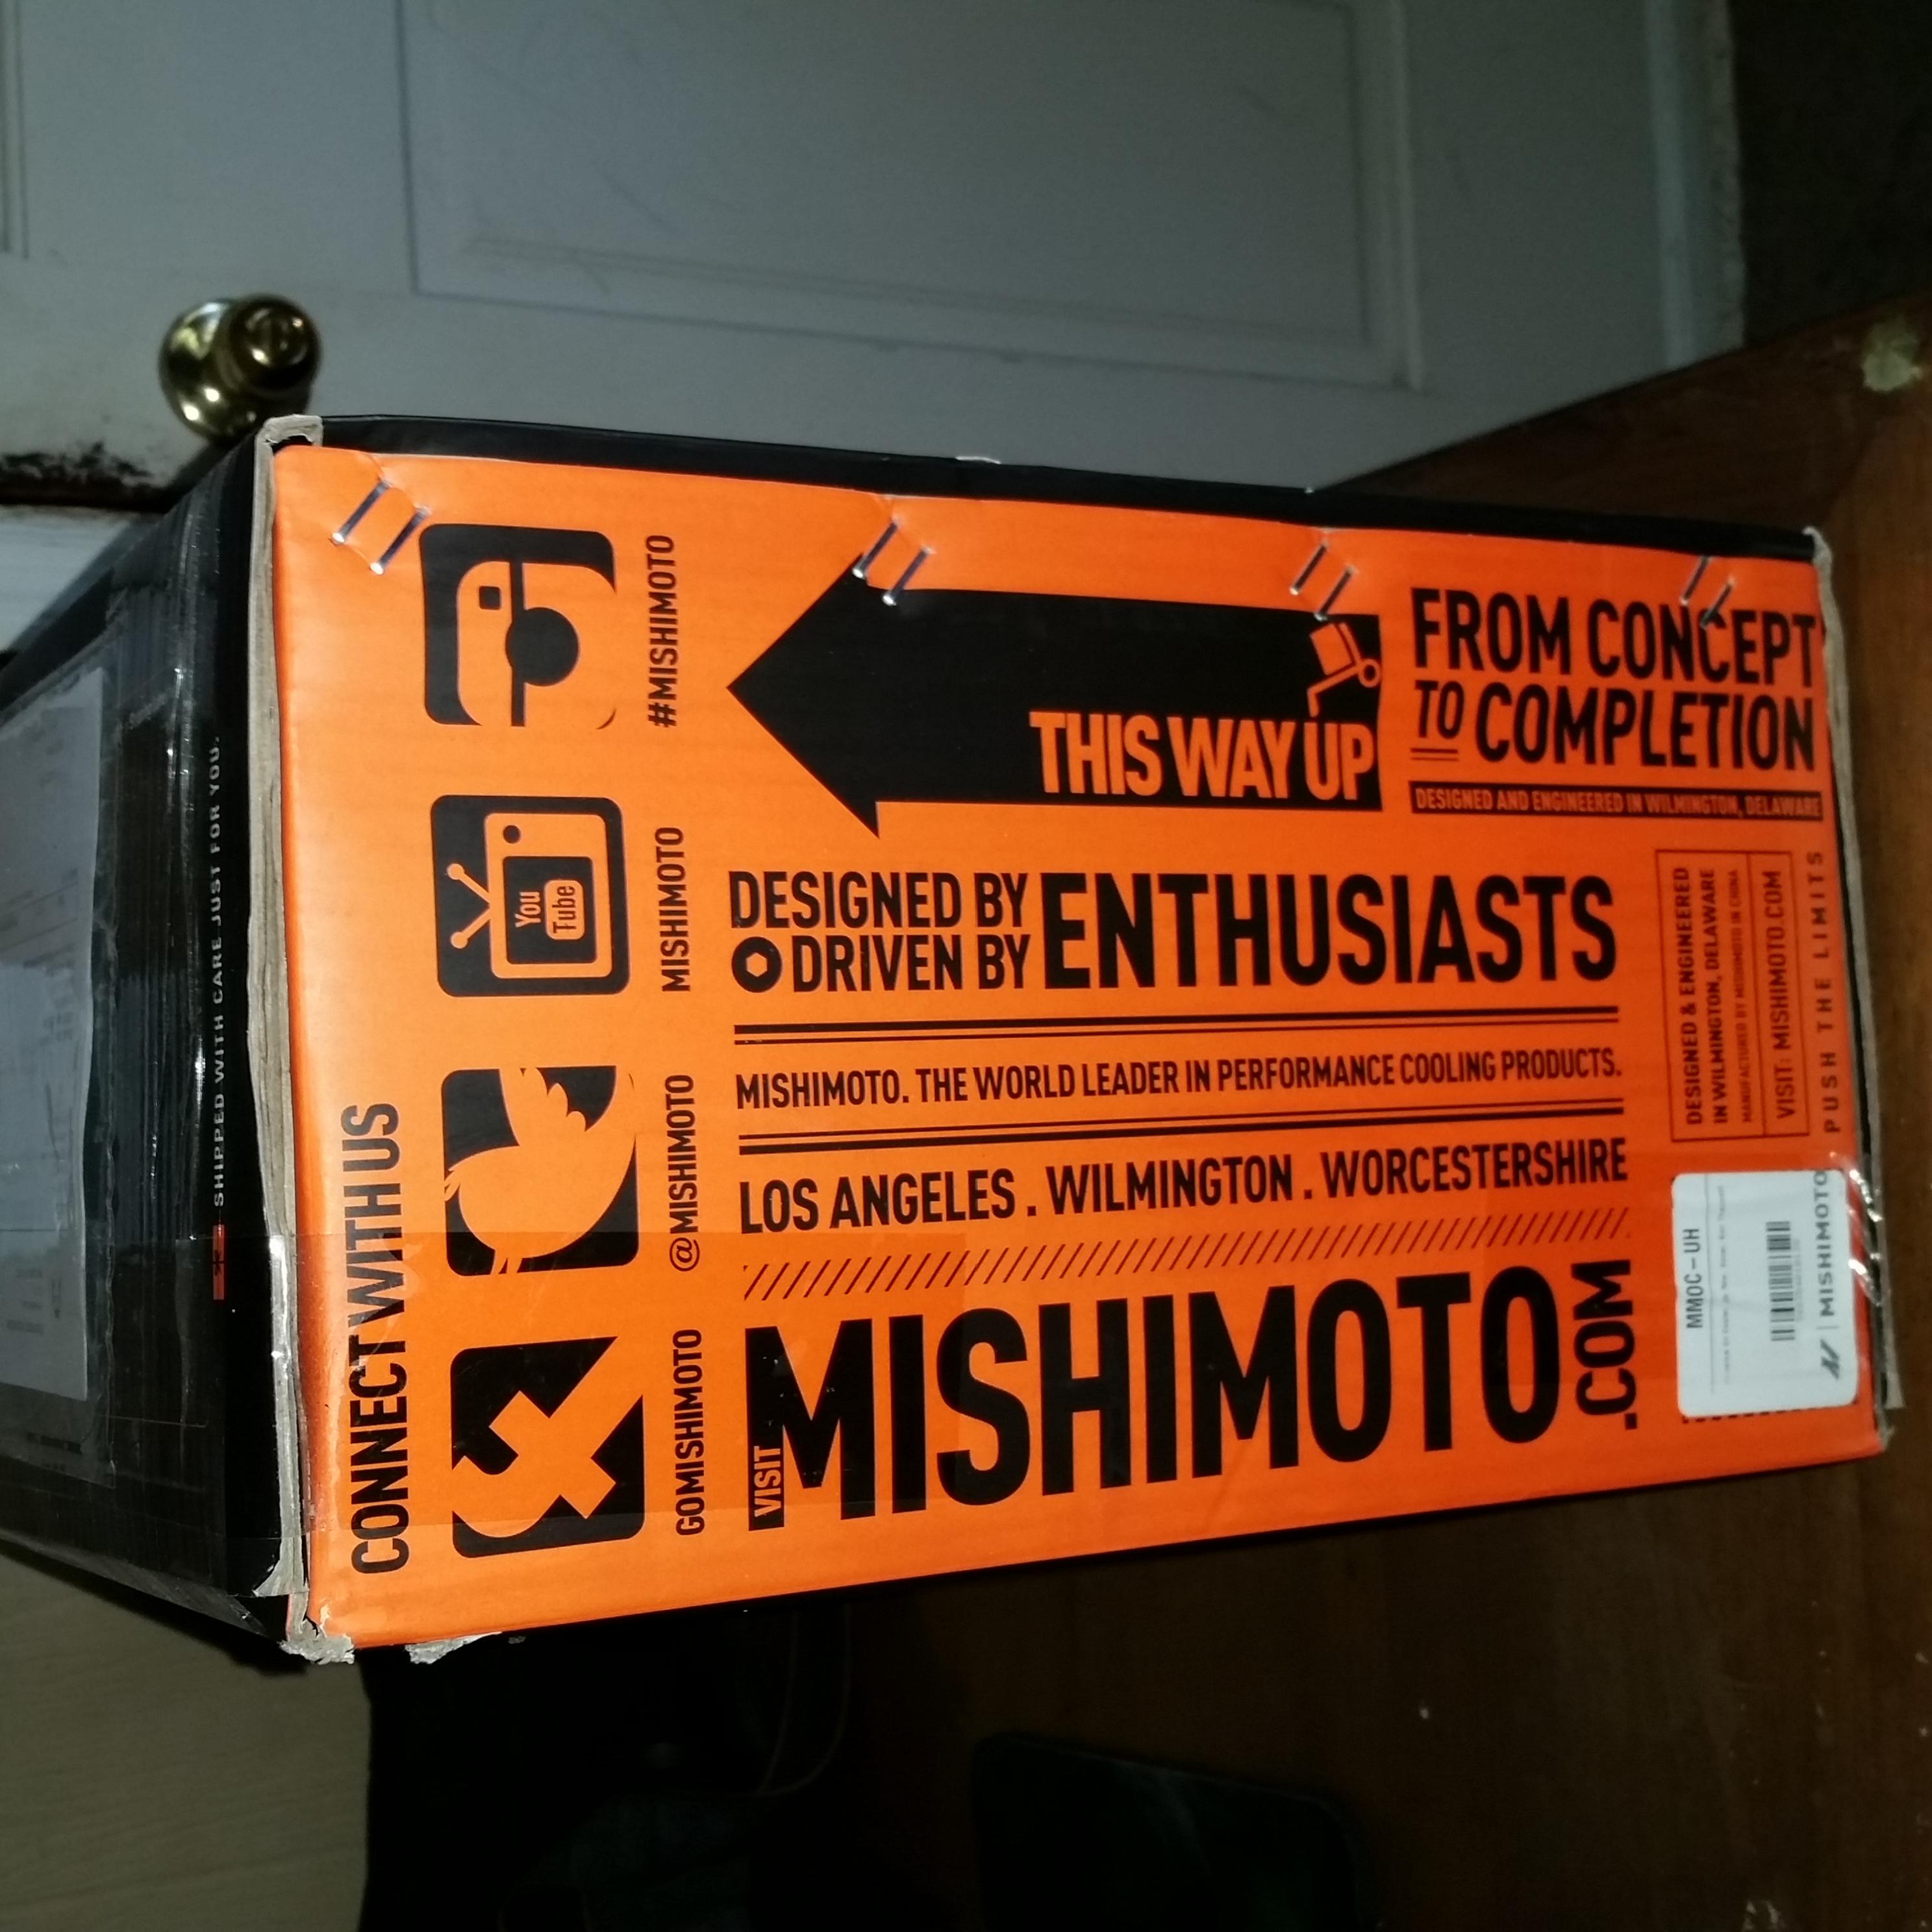 SHIPPED WITH CARE JUST FOR YOU.
CONNECT WITH US
GOMISHIMOTO
@MISHIMOTO
You
Tube
MISHIMOTO
#MISHIMOTO
THIS WAY UP
FROM CONCEPT
TO COMPLETION
DESIGNED AND ENGINEERED IN WILMINGTON, DELAWARE
DESIGNED BY
DRIVEN BY
ENTHUSIASTS
MISHIMOTO. THE WORLD LEADER IN PERFORMANCE COOLING PRODUCTS.
LOS ANGELES . WILMINGTON . WORCESTERSHIRE
VISIT
MISHIMOTO
.COM
DESIGNED & ENGINEERED
IN WILMINGTON, DELAWARE
MANUFACTURED BY MISHIMOTO IN CHINA
VISIT: MISHIMOTO.COM
PUSH THE LIMITS
MMOC-UH
MISHIMOTO